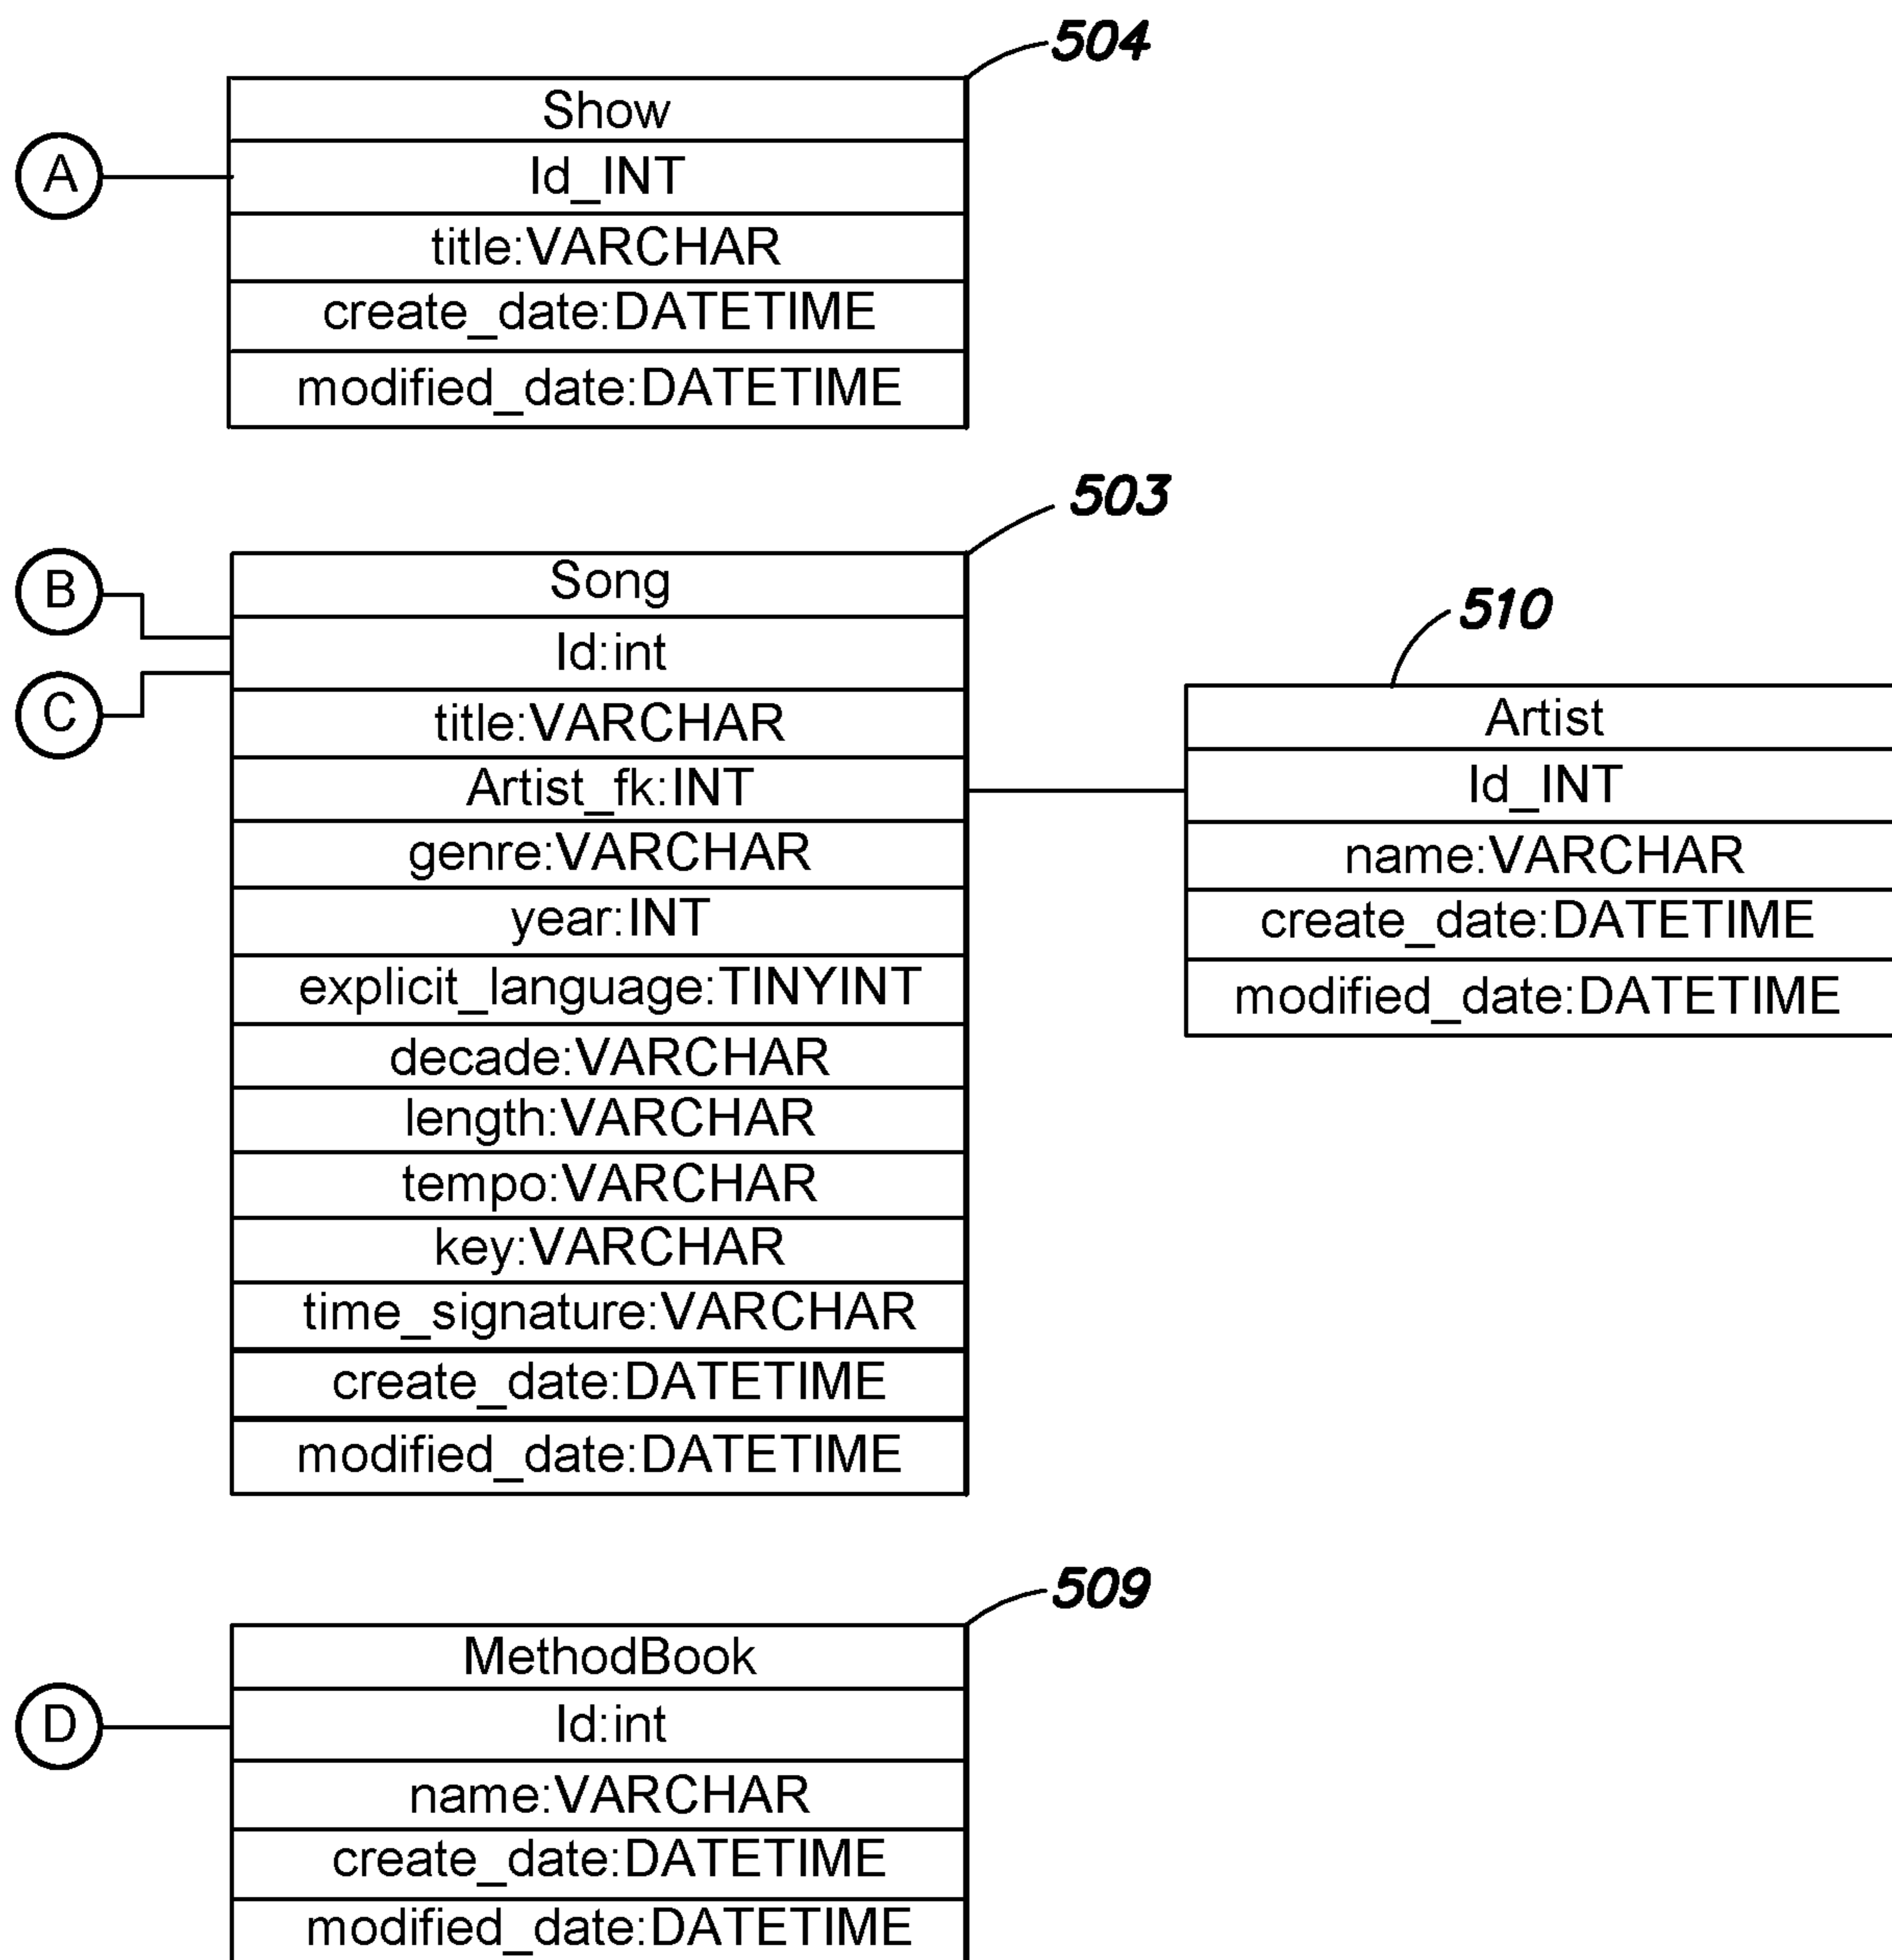 504
Show
A
Id_INT
title:VARCHAR
create_date:DATETIME
modified_date:DATETIME
503
Song
B
Id:int
C
title:VARCHAR
Artist_fk:INT
genre:VARCHAR
year:INT
explicit_language:TINYINT
decade:VARCHAR
length:VARCHAR
tempo:VARCHAR
key:VARCHAR
time_signature:VARCHAR
create_date:DATETIME
modified_date:DATETIME
510
Artist
Id_INT
name:VARCHAR
create_date:DATETIME
modified_date:DATETIME
509
MethodBook
D
Id:int
name:VARCHAR
create_date:DATETIME
modified_date:DATETIME